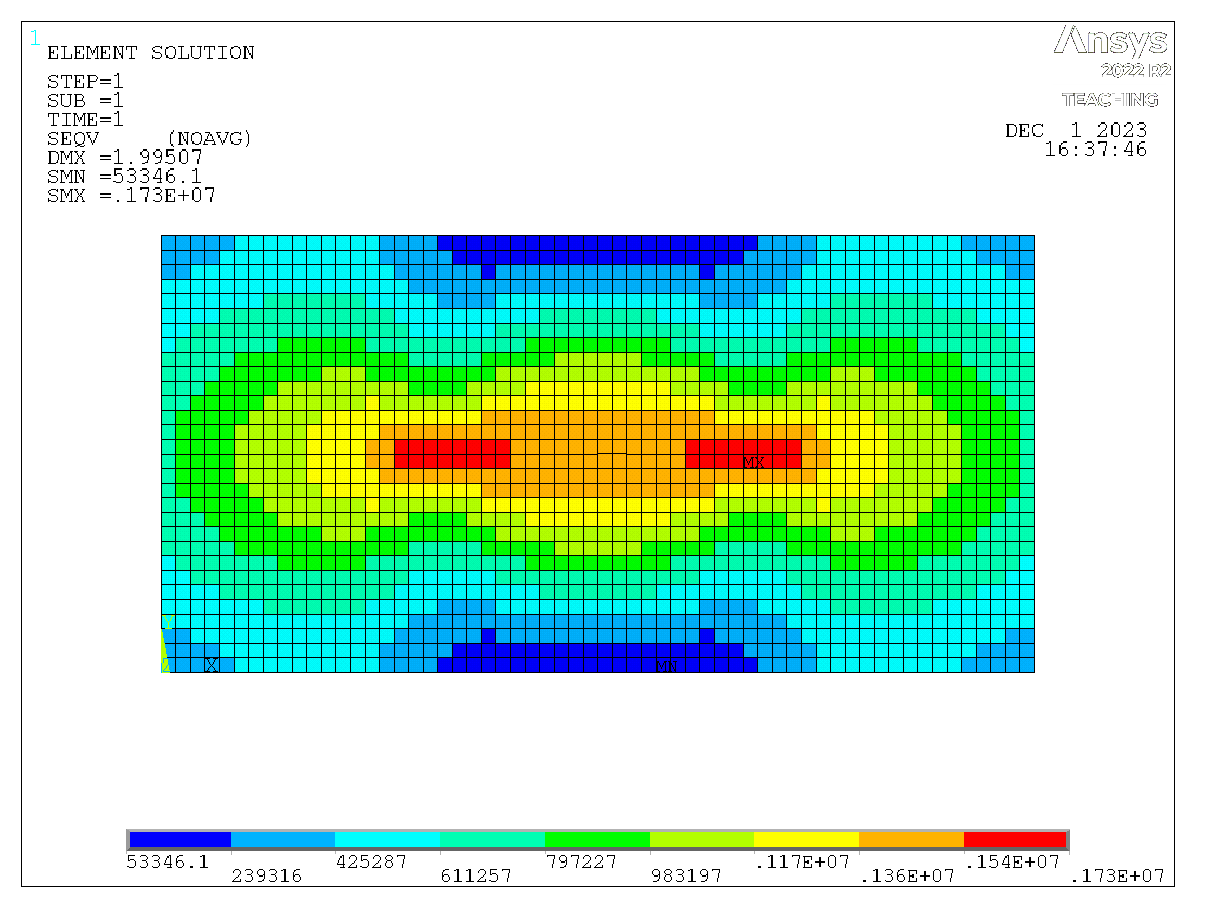 1
ELEMENT SOLUTION
STEP=1
SUB =1
TIME=1
SEQV (NOAVG)
DMX =1.99507
SMN =53346.1
SMX =.173E+07
Ansys
2022 R2
TEACHING
DEC 1 2023
16:37:46
MX
Y
Z
X
MN
53346.1
239316
425287
611257
797227
983197
.117E+07
.136E+07
.154E+07
.173E+07